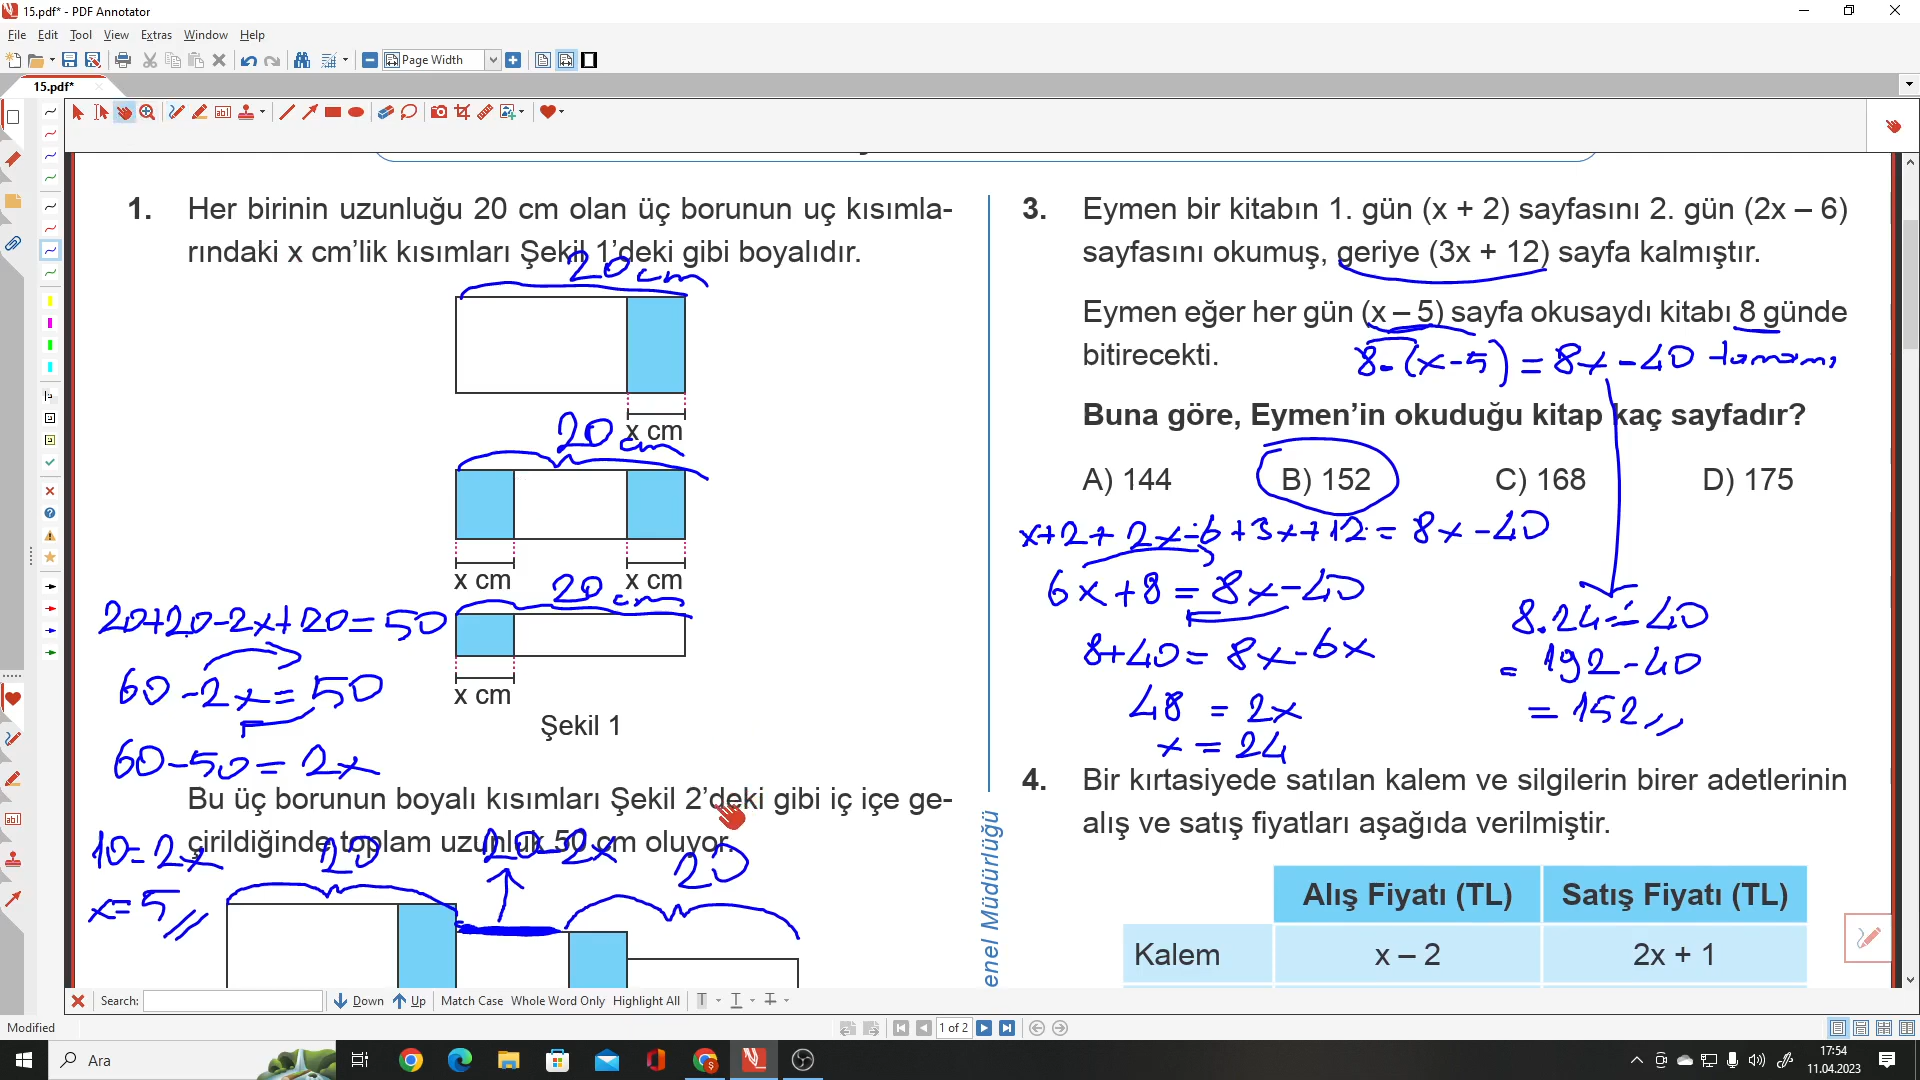 15.pdf* - PDF Annotator
File Edit Tool View Extras Window Help
Page Width
15.pdf*
1. Her birinin uzunluğu 20 cm olan üç borunun uç kısımla-
rındaki x cm’lik kısımları Şekil 1’deki gibi boyalıdır.
20 cm
x cm
20 cm
x cm x cm
20 cm
x cm
Şekil 1
20+20-2x+20=50
60-2x=50
60-50=2x
10=2x
x=5//
Bu üç borunun boyalı kısımları Şekil 2’deki gibi iç içe ge-
çirildiğinde toplam uzunluk 50 cm oluyor.
20 20-2x 20
3. Eymen bir kitabın 1. gün (x + 2) sayfasını 2. gün (2x – 6)
sayfasını okumuş, geriye (3x + 12) sayfa kalmıştır.
Eymen eğer her gün (x – 5) sayfa okusaydı kitabı 8 günde
bitirecekti.
8.(x-5)=8x-40 tamamı
Buna göre, Eymen’in okuduğu kitap kaç sayfadır?
A) 144 B) 152 C) 168 D) 175
x+2+2x-6+3x+12=8x-40
6x+8=8x-40
8+40=8x-6x
48=2x
x=24
8.24-40
=192-40
=152//
4. Bir kırtasiyede satılan kalem ve silgilerin birer adetlerinin
alış ve satış fiyatları aşağıda verilmiştir.
Alış Fiyatı (TL) Satış Fiyatı (TL)
Kalem x – 2 2x + 1
enel Müdürlüğü
Search: Down Up Match Case Whole Word Only Highlight All
Modified
1 of 2
Ara
17:54
11.04.2023